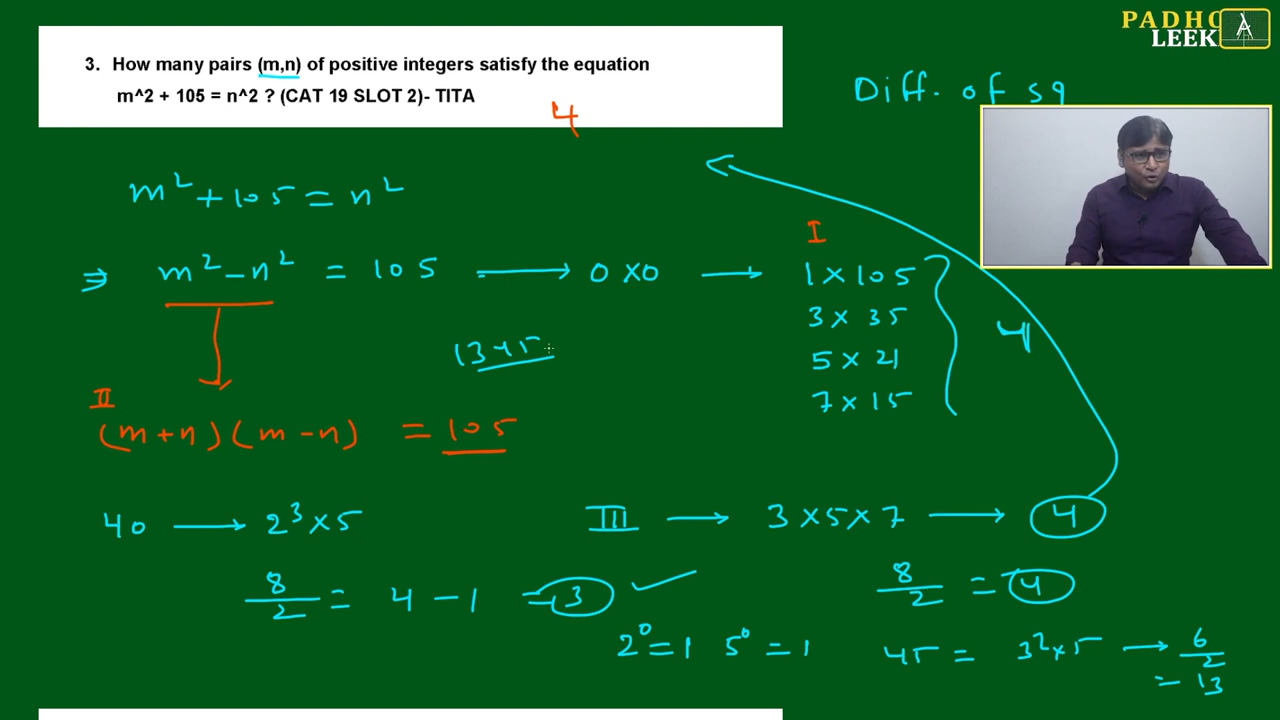 PADHO
LEEK
3. How many pairs (m,n) of positive integers satisfy the equation
m^2 + 105 = n^2 ? (CAT 19 SLOT 2)- TITA
4
Diff. of sq
m² + 105 = n²
⇒ m² - n² = 105 → 0 × 0 →
I
1 × 105
3 × 35
5 × 21
7 × 15
4
II
(m + n) (m - n) = 105
40 → 2³ × 5
8/2 = 4 - 1 = 3 ✓
III → 3 × 5 × 7 → 4
8/2 = 4
2⁰ = 1 5⁰ = 1
45 = 3² × 5 → 6/2